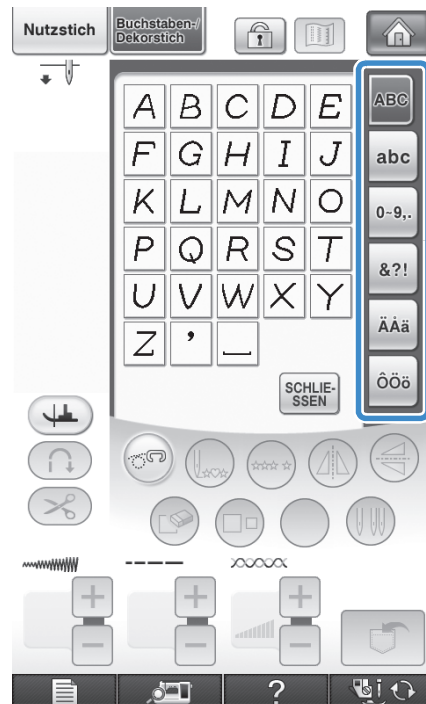 Nutzstich
Buchstaben-/
Dekorstich
A B C D E
F G H I J
K L M N O
P Q R S T
U V W X Y
Z ' _
ABC
abc
0~9,.
&?!
ÄÅä
ÔÖö
SCHLIE-
SSEN
+ + +
− − −
?